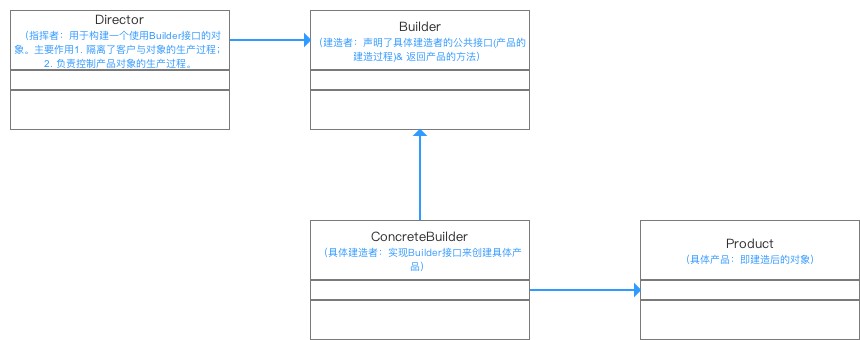 Director
（指挥者：用于构建一个使用Builder接口的对
象。主要作用1. 隔离了客户与对象的生产过程；
2. 负责控制产品对象的生产过程。
Builder
（建造者：声明了具体建造者的公共接口(产品的
建造过程)& 返回产品的方法）
ConcreteBuilder
（具体建造者：实现Builder接口来创建具体产
品）
Product
（具体产品：即建造后的对象）